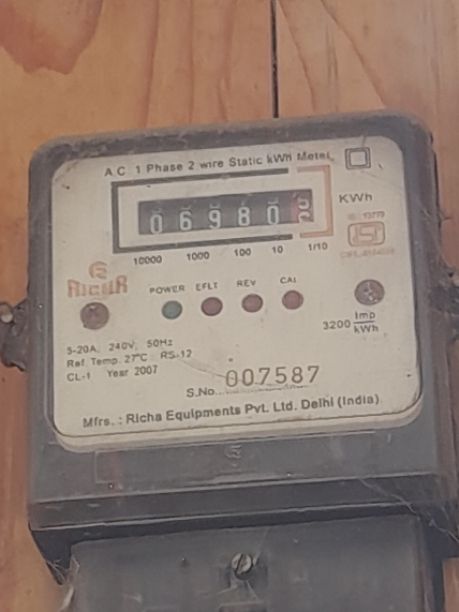 A.C. 1 Phase 2 wire Static kWh Meter
KWh
06980
10000 1000 100 10 1/10
RICHA
POWER EFLT REV CAL
Imp
3200 kWh
5-20A, 240V, 50Hz
Ref. Temp. 27°C RS-12
CL-1 Year 2007
S.No. 007587
Mfrs. : Richa Equipments Pvt. Ltd. Delhi (India)